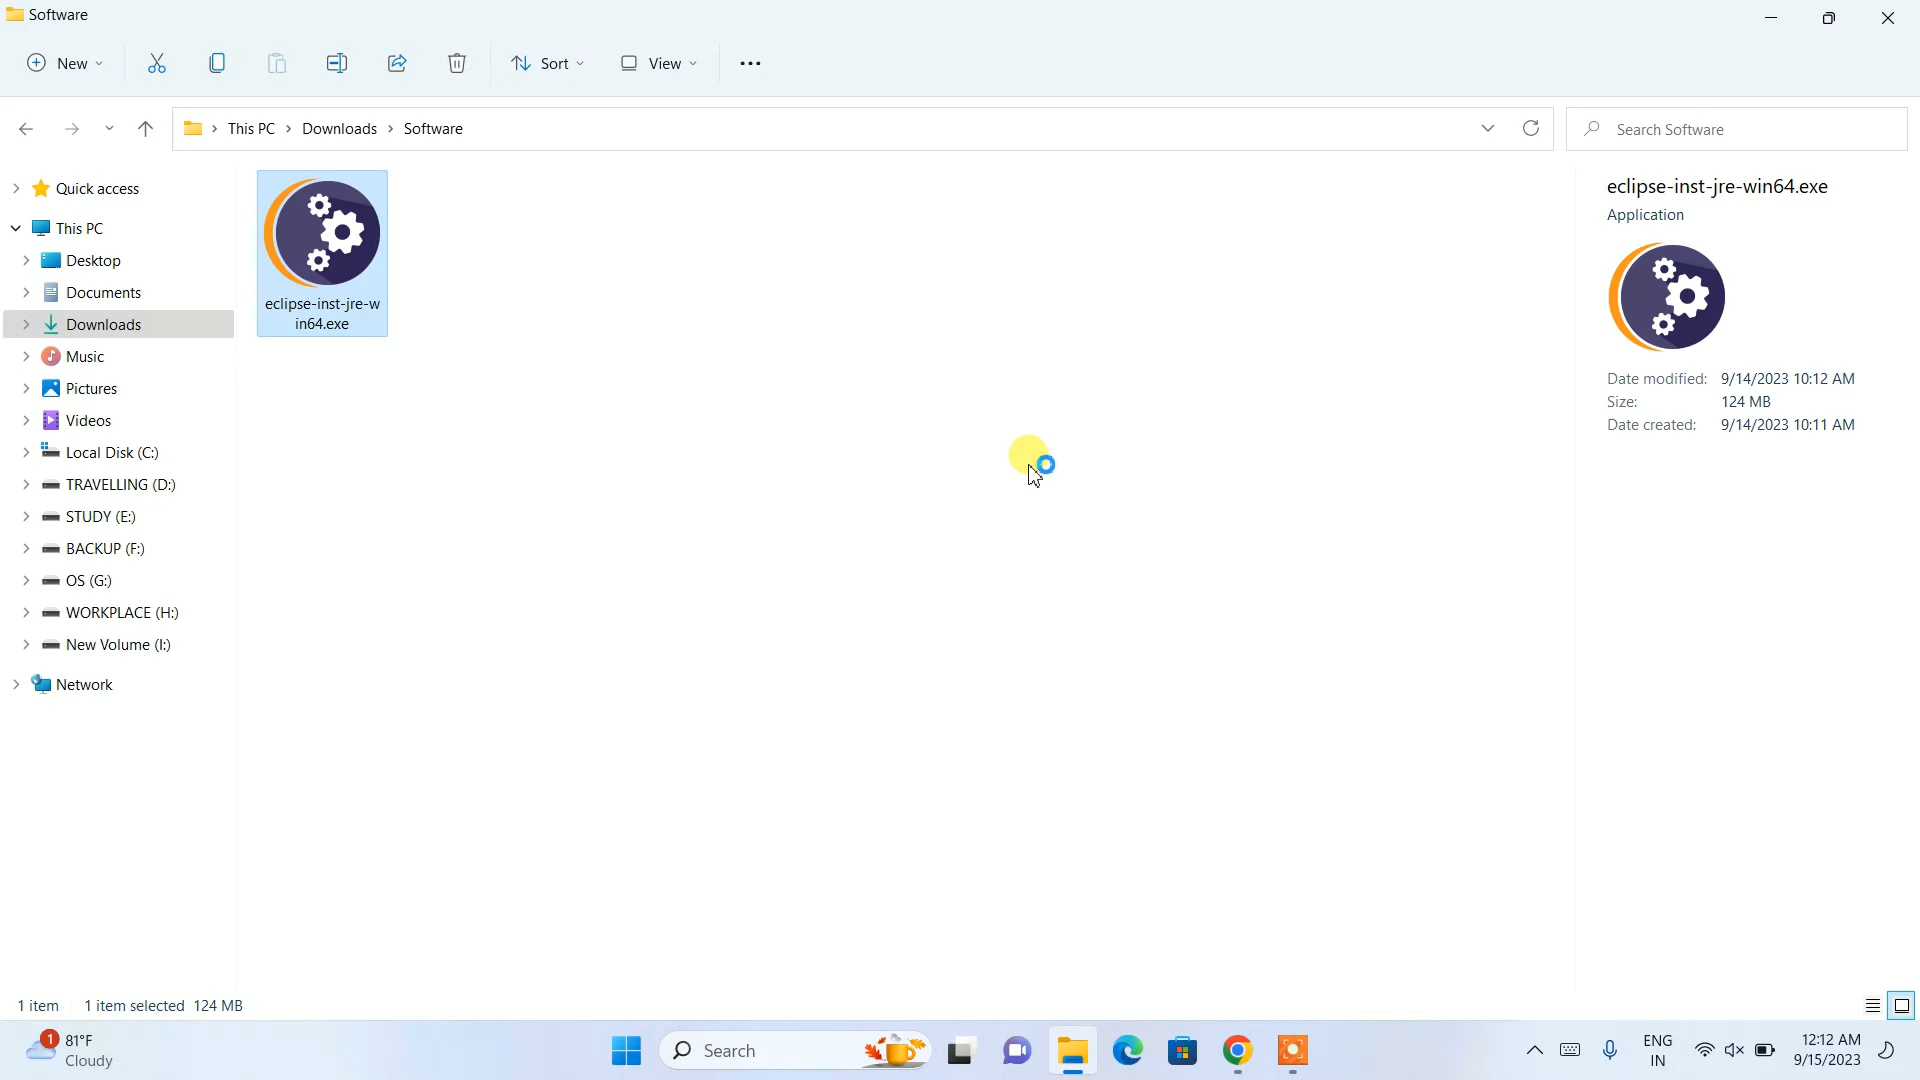 Software
New
Sort
View
This PC
Downloads
Software
Search Software
Quick access
This PC
Desktop
Documents
Downloads
Music
Pictures
Videos
Local Disk (C:)
TRAVELLING (D:)
STUDY (E:)
BACKUP (F:)
OS (G:)
WORKPLACE (H:)
New Volume (I:)
Network
eclipse-inst-jre-w
in64.exe
eclipse-inst-jre-win64.exe
Application
Date modified: 9/14/2023 10:12 AM
Size: 124 MB
Date created: 9/14/2023 10:11 AM
1 item 1 item selected 124 MB
1
81°F
Cloudy
Search
ENG
IN
12:12 AM
9/15/2023